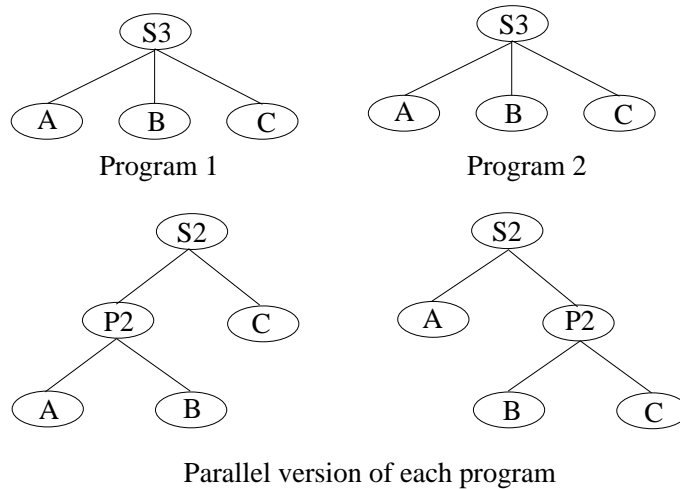 S3
S3
A B C
A B C
Program 1
Program 2
S2
S2
P2 C
A P2
A B
B C
Parallel version of each program